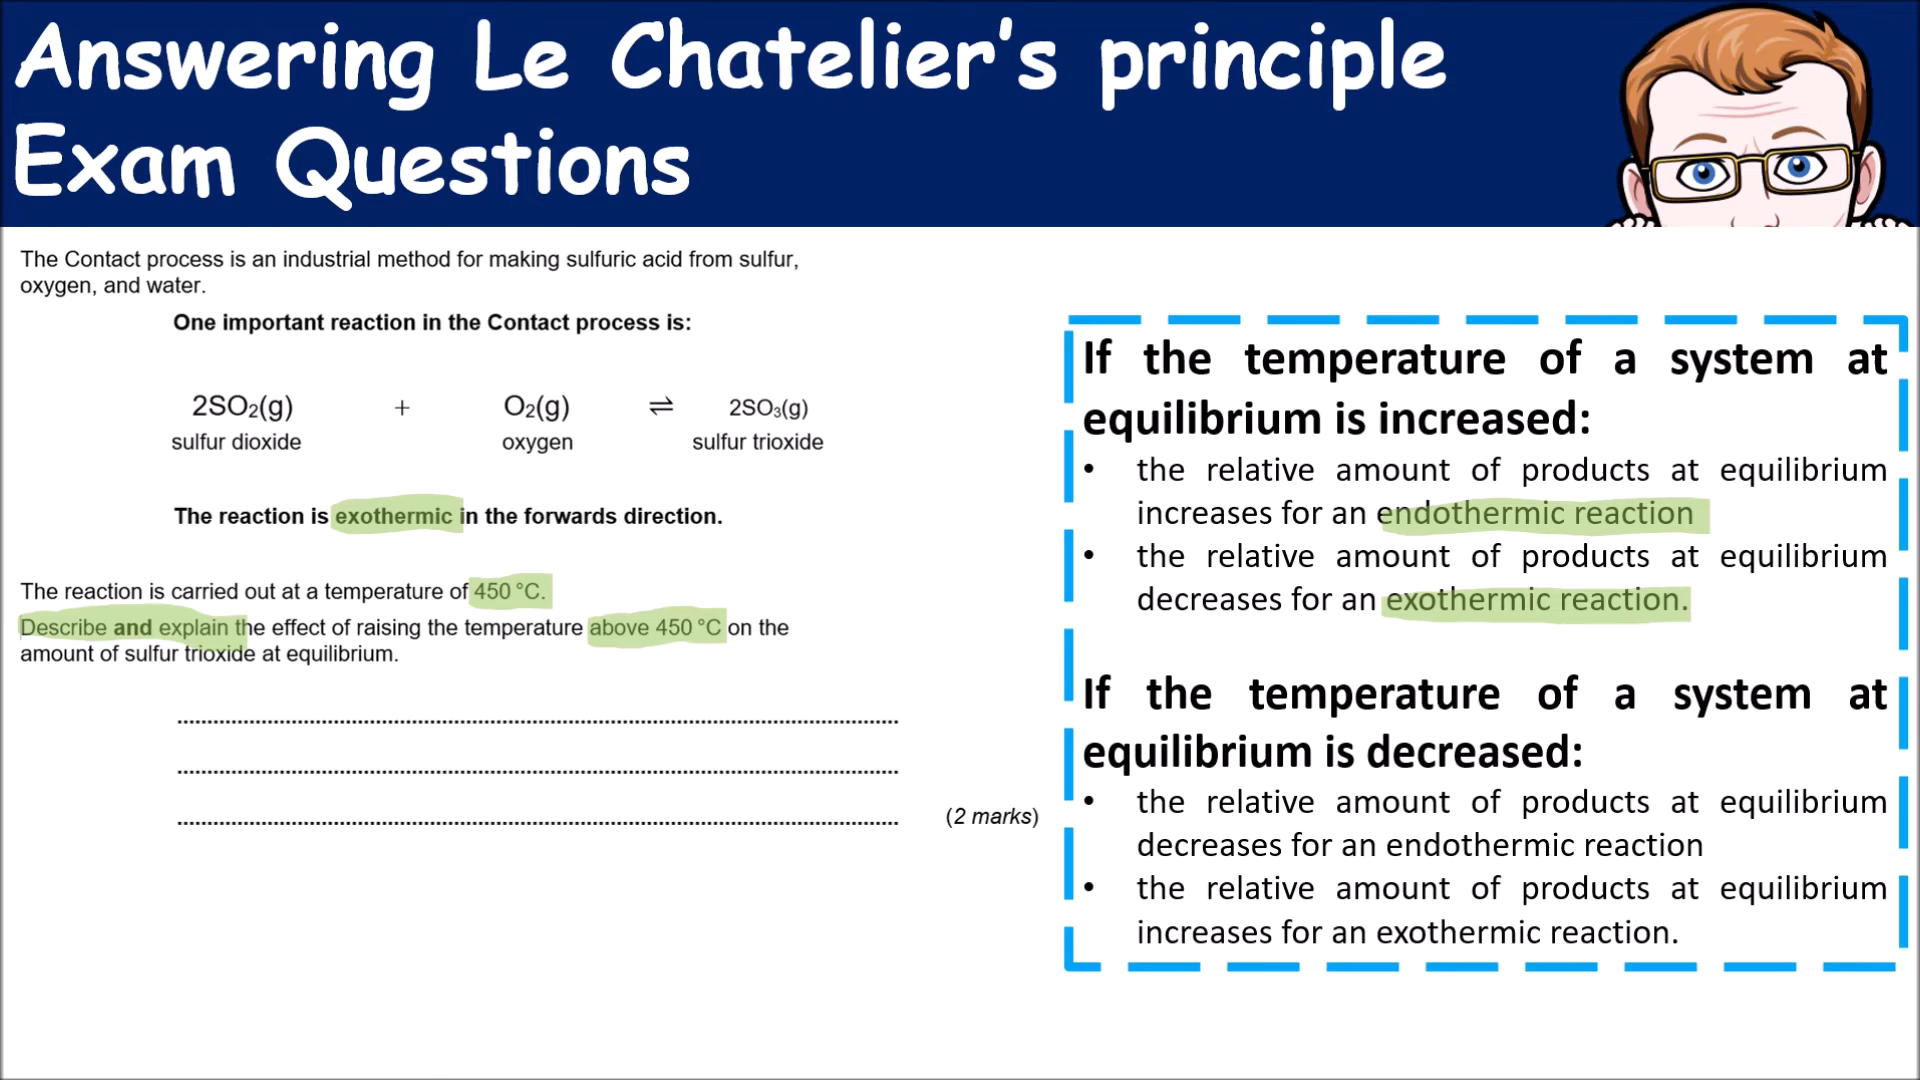 Answering Le Chatelier's principle
Exam Questions
The Contact process is an industrial method for making sulfuric acid from sulfur,
oxygen, and water.
One important reaction in the Contact process is:
2SO₂(g) + O₂(g) ⇌ 2SO₃(g)
sulfur dioxide oxygen sulfur trioxide
The reaction is exothermic in the forwards direction.
The reaction is carried out at a temperature of 450 °C.
Describe and explain the effect of raising the temperature above 450 °C on the
amount of sulfur trioxide at equilibrium.
(2 marks)
If the temperature of a system at
equilibrium is increased:
• the relative amount of products at equilibrium
increases for an endothermic reaction
• the relative amount of products at equilibrium
decreases for an exothermic reaction.
If the temperature of a system at
equilibrium is decreased:
• the relative amount of products at equilibrium
decreases for an endothermic reaction
• the relative amount of products at equilibrium
increases for an exothermic reaction.